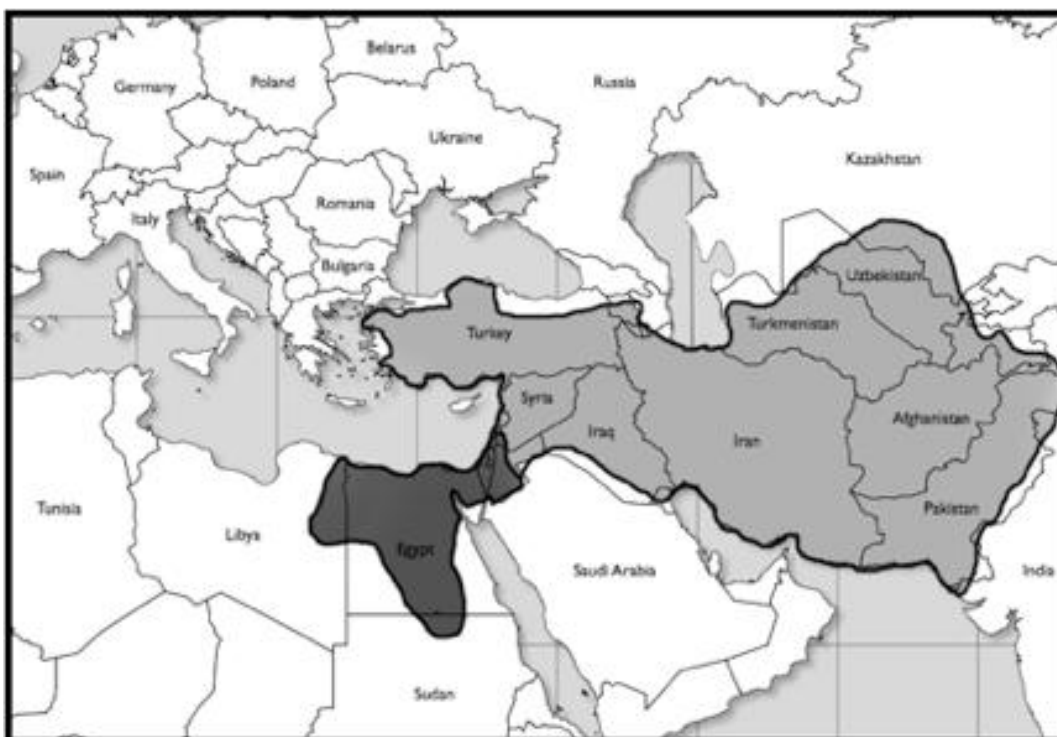 Belarus
Germany
Poland
Russia
Ukraine
Kazakhstan
Spain
Romania
Italy
Bulgaria
Uzbekistan
Turkmenistan
Turkey
Syria
Afghanistan
Iraq
Iran
Pakistan
Tunisia
Libya
Egypt
Saudi Arabia
India
Sudan